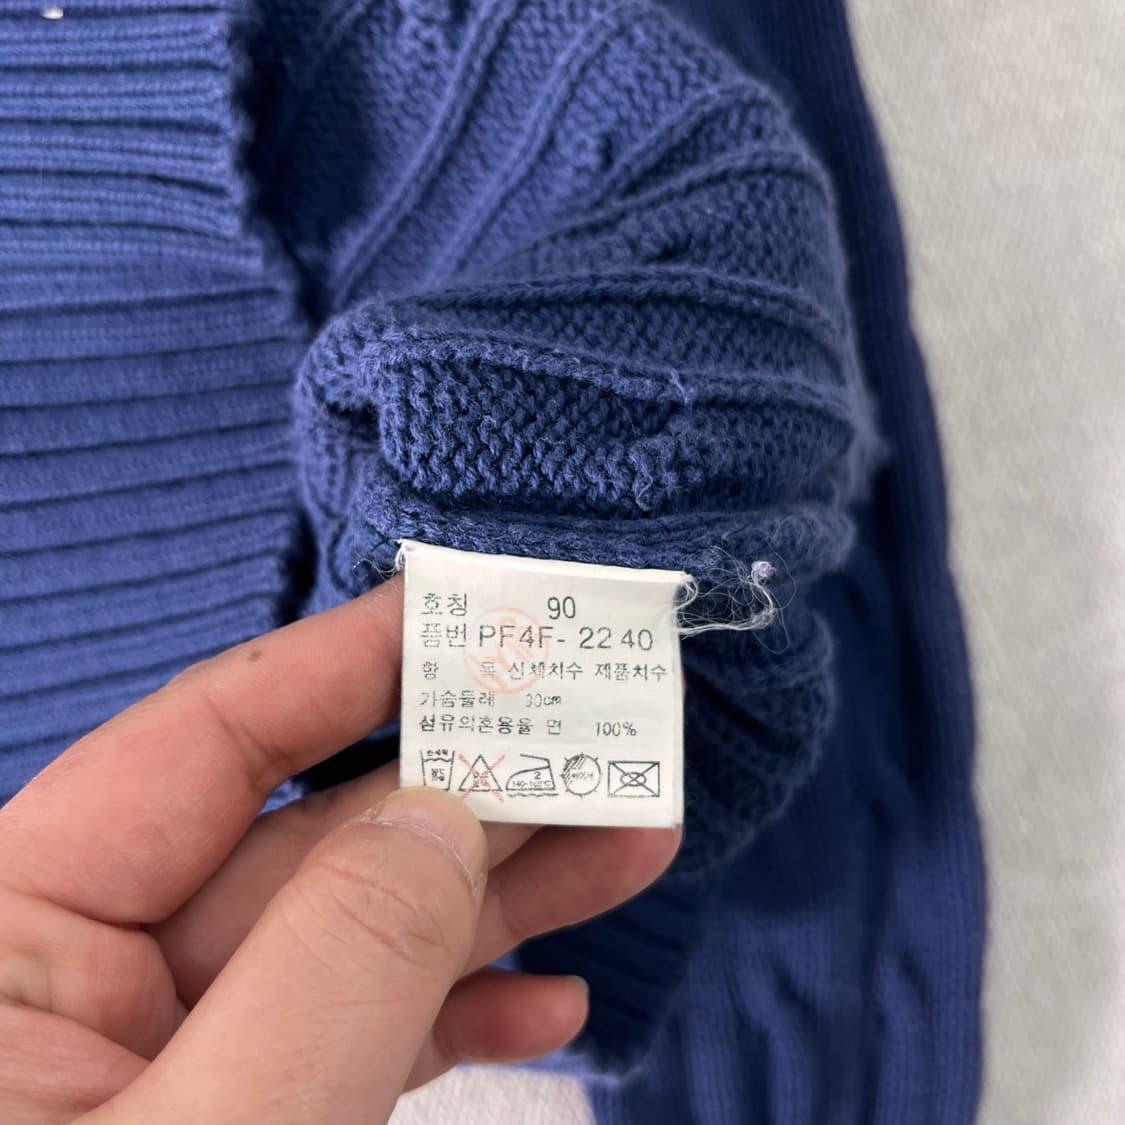 호칭 90
품번 PF4F- 22 40
항 목 신체치수 제품치수
가슴둘레 90cm
섬유의혼용율 면 100%